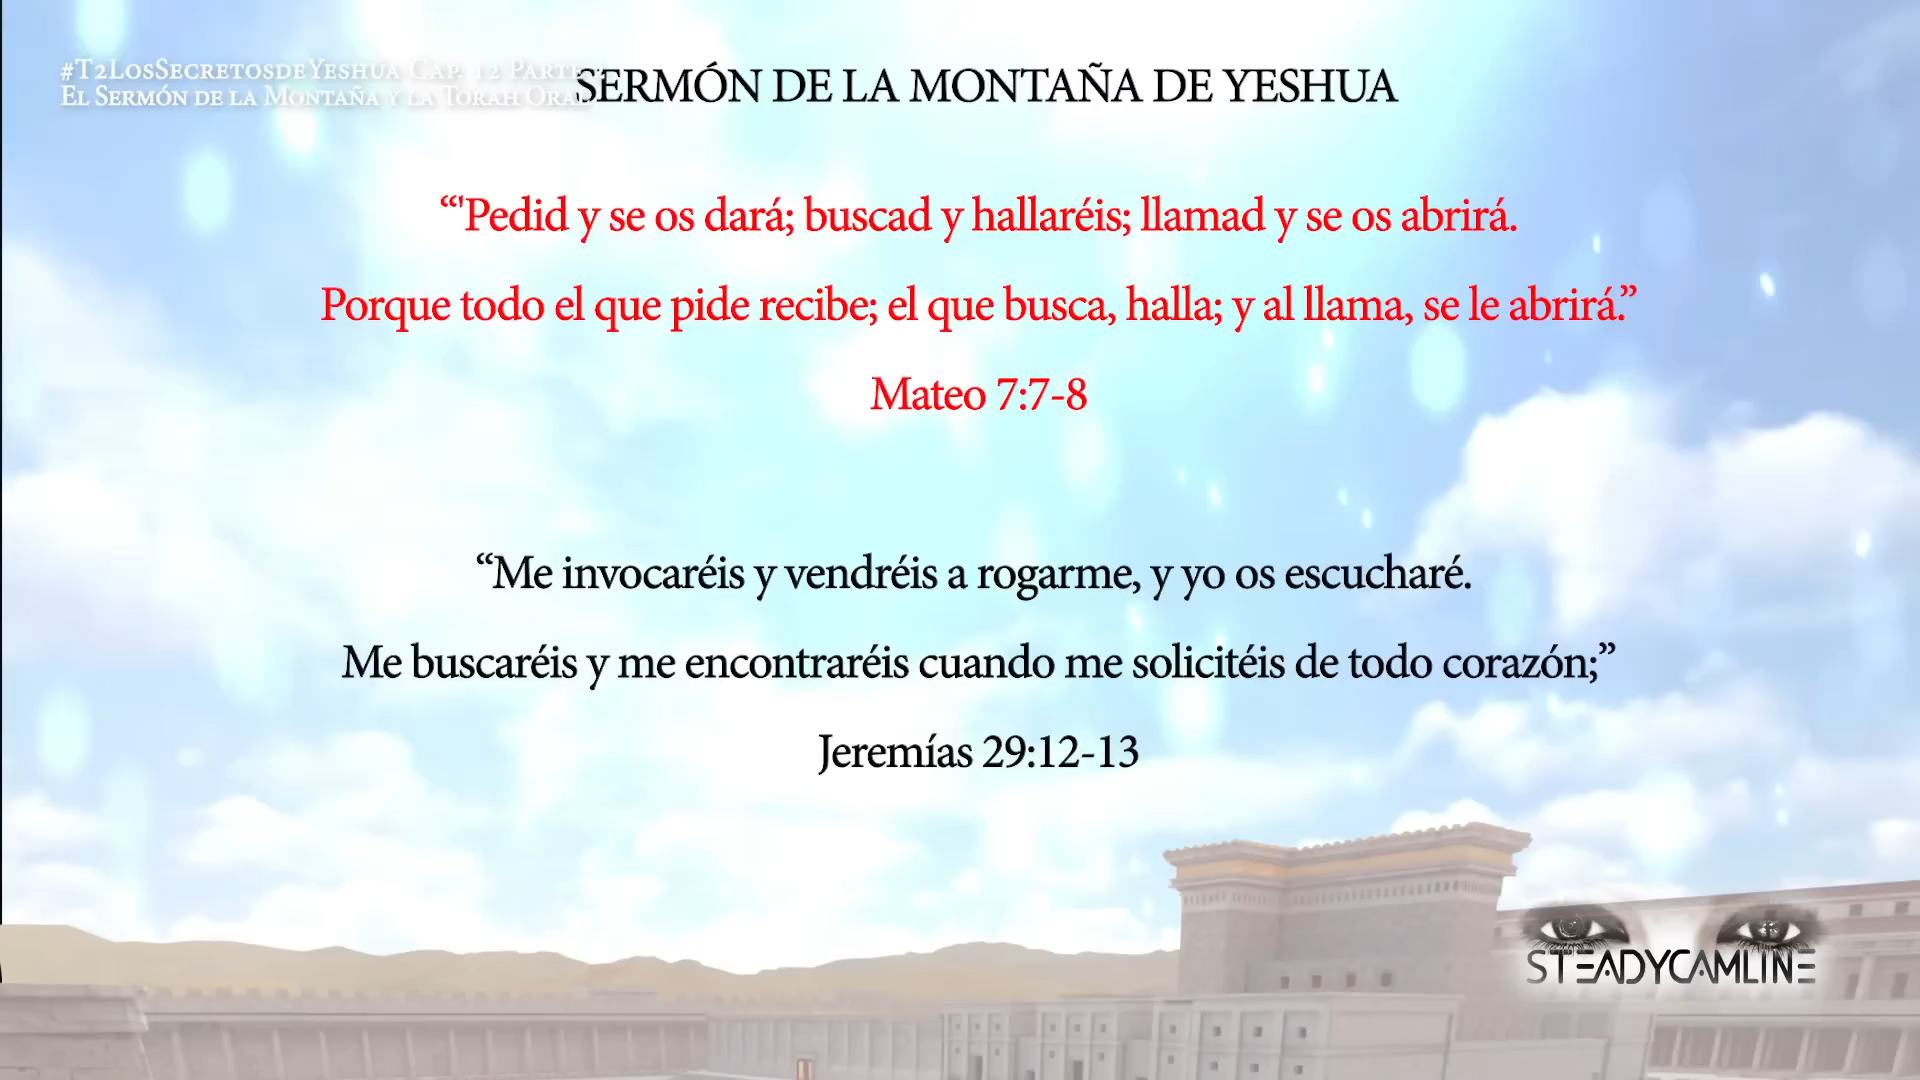 #T2LosSecretosdeYeshua Cap. 12 Parte
El Sermón de la Montaña y la Torah Oral
SERMÓN DE LA MONTAÑA DE YESHUA
“'Pedid y se os dará; buscad y hallaréis; llamad y se os abrirá.
Porque todo el que pide recibe; el que busca, halla; y al llama, se le abrirá.”
Mateo 7:7-8
“Me invocaréis y vendréis a rogarme, y yo os escucharé.
Me buscaréis y me encontraréis cuando me solicitéis de todo corazón;”
Jeremías 29:12-13
STEADYCAMLINE